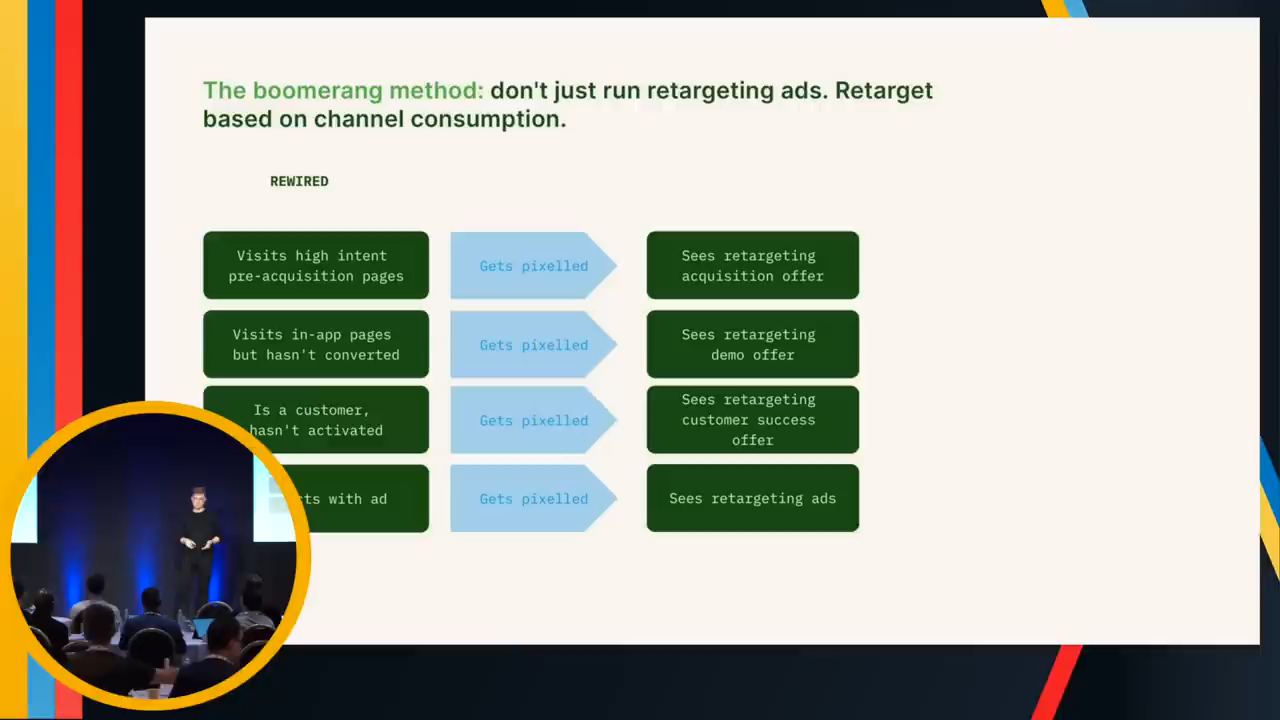 The boomerang method: don't just run retargeting ads. Retarget
based on channel consumption.
REWIRED
Visits high intent
pre-acquisition pages
Gets pixelled
Sees retargeting
acquisition offer
Visits in-app pages
but hasn't converted
Gets pixelled
Sees retargeting
demo offer
Is a customer,
hasn't activated
Gets pixelled
Sees retargeting
customer success
offer
with ad
Gets pixelled
Sees retargeting ads